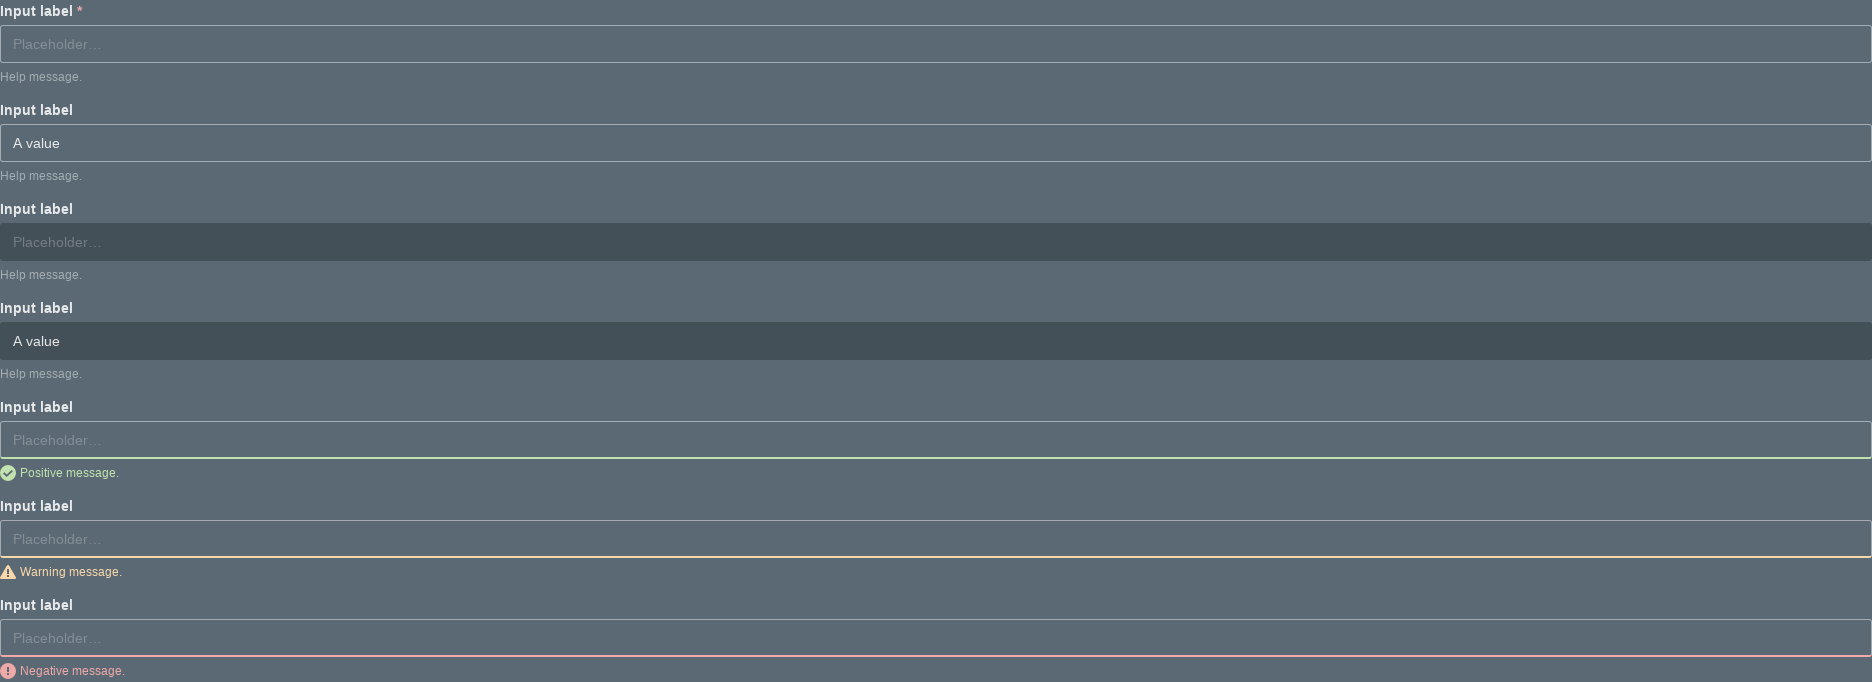 Input label *
Placeholder…
Help message.
Input label
A value
Help message.
Input label
Placeholder…
Help message.
Input label
A value
Help message.
Input label
Placeholder…
Positive message.
Input label
Placeholder…
Warning message.
Input label
Placeholder…
Negative message.